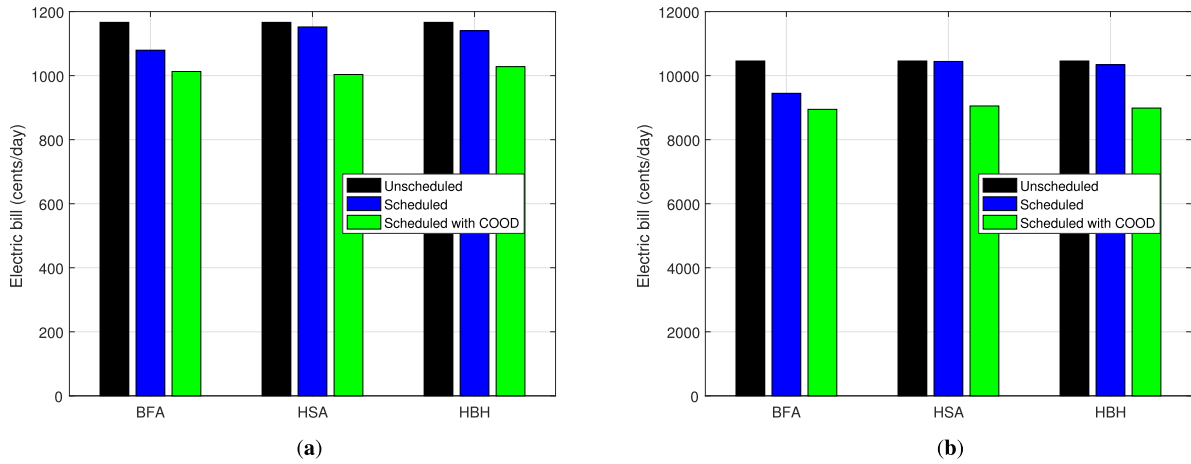 1200
1000
800
600
400
200
0
Electric bill (cents/day)
Unscheduled
Scheduled
Scheduled with COOD
BFA
HSA
HBH
(a)
12000
10000
8000
6000
4000
2000
0
Electric bill (cents/day)
Unscheduled
Scheduled
Scheduled with COOD
BFA
HSA
HBH
(b)